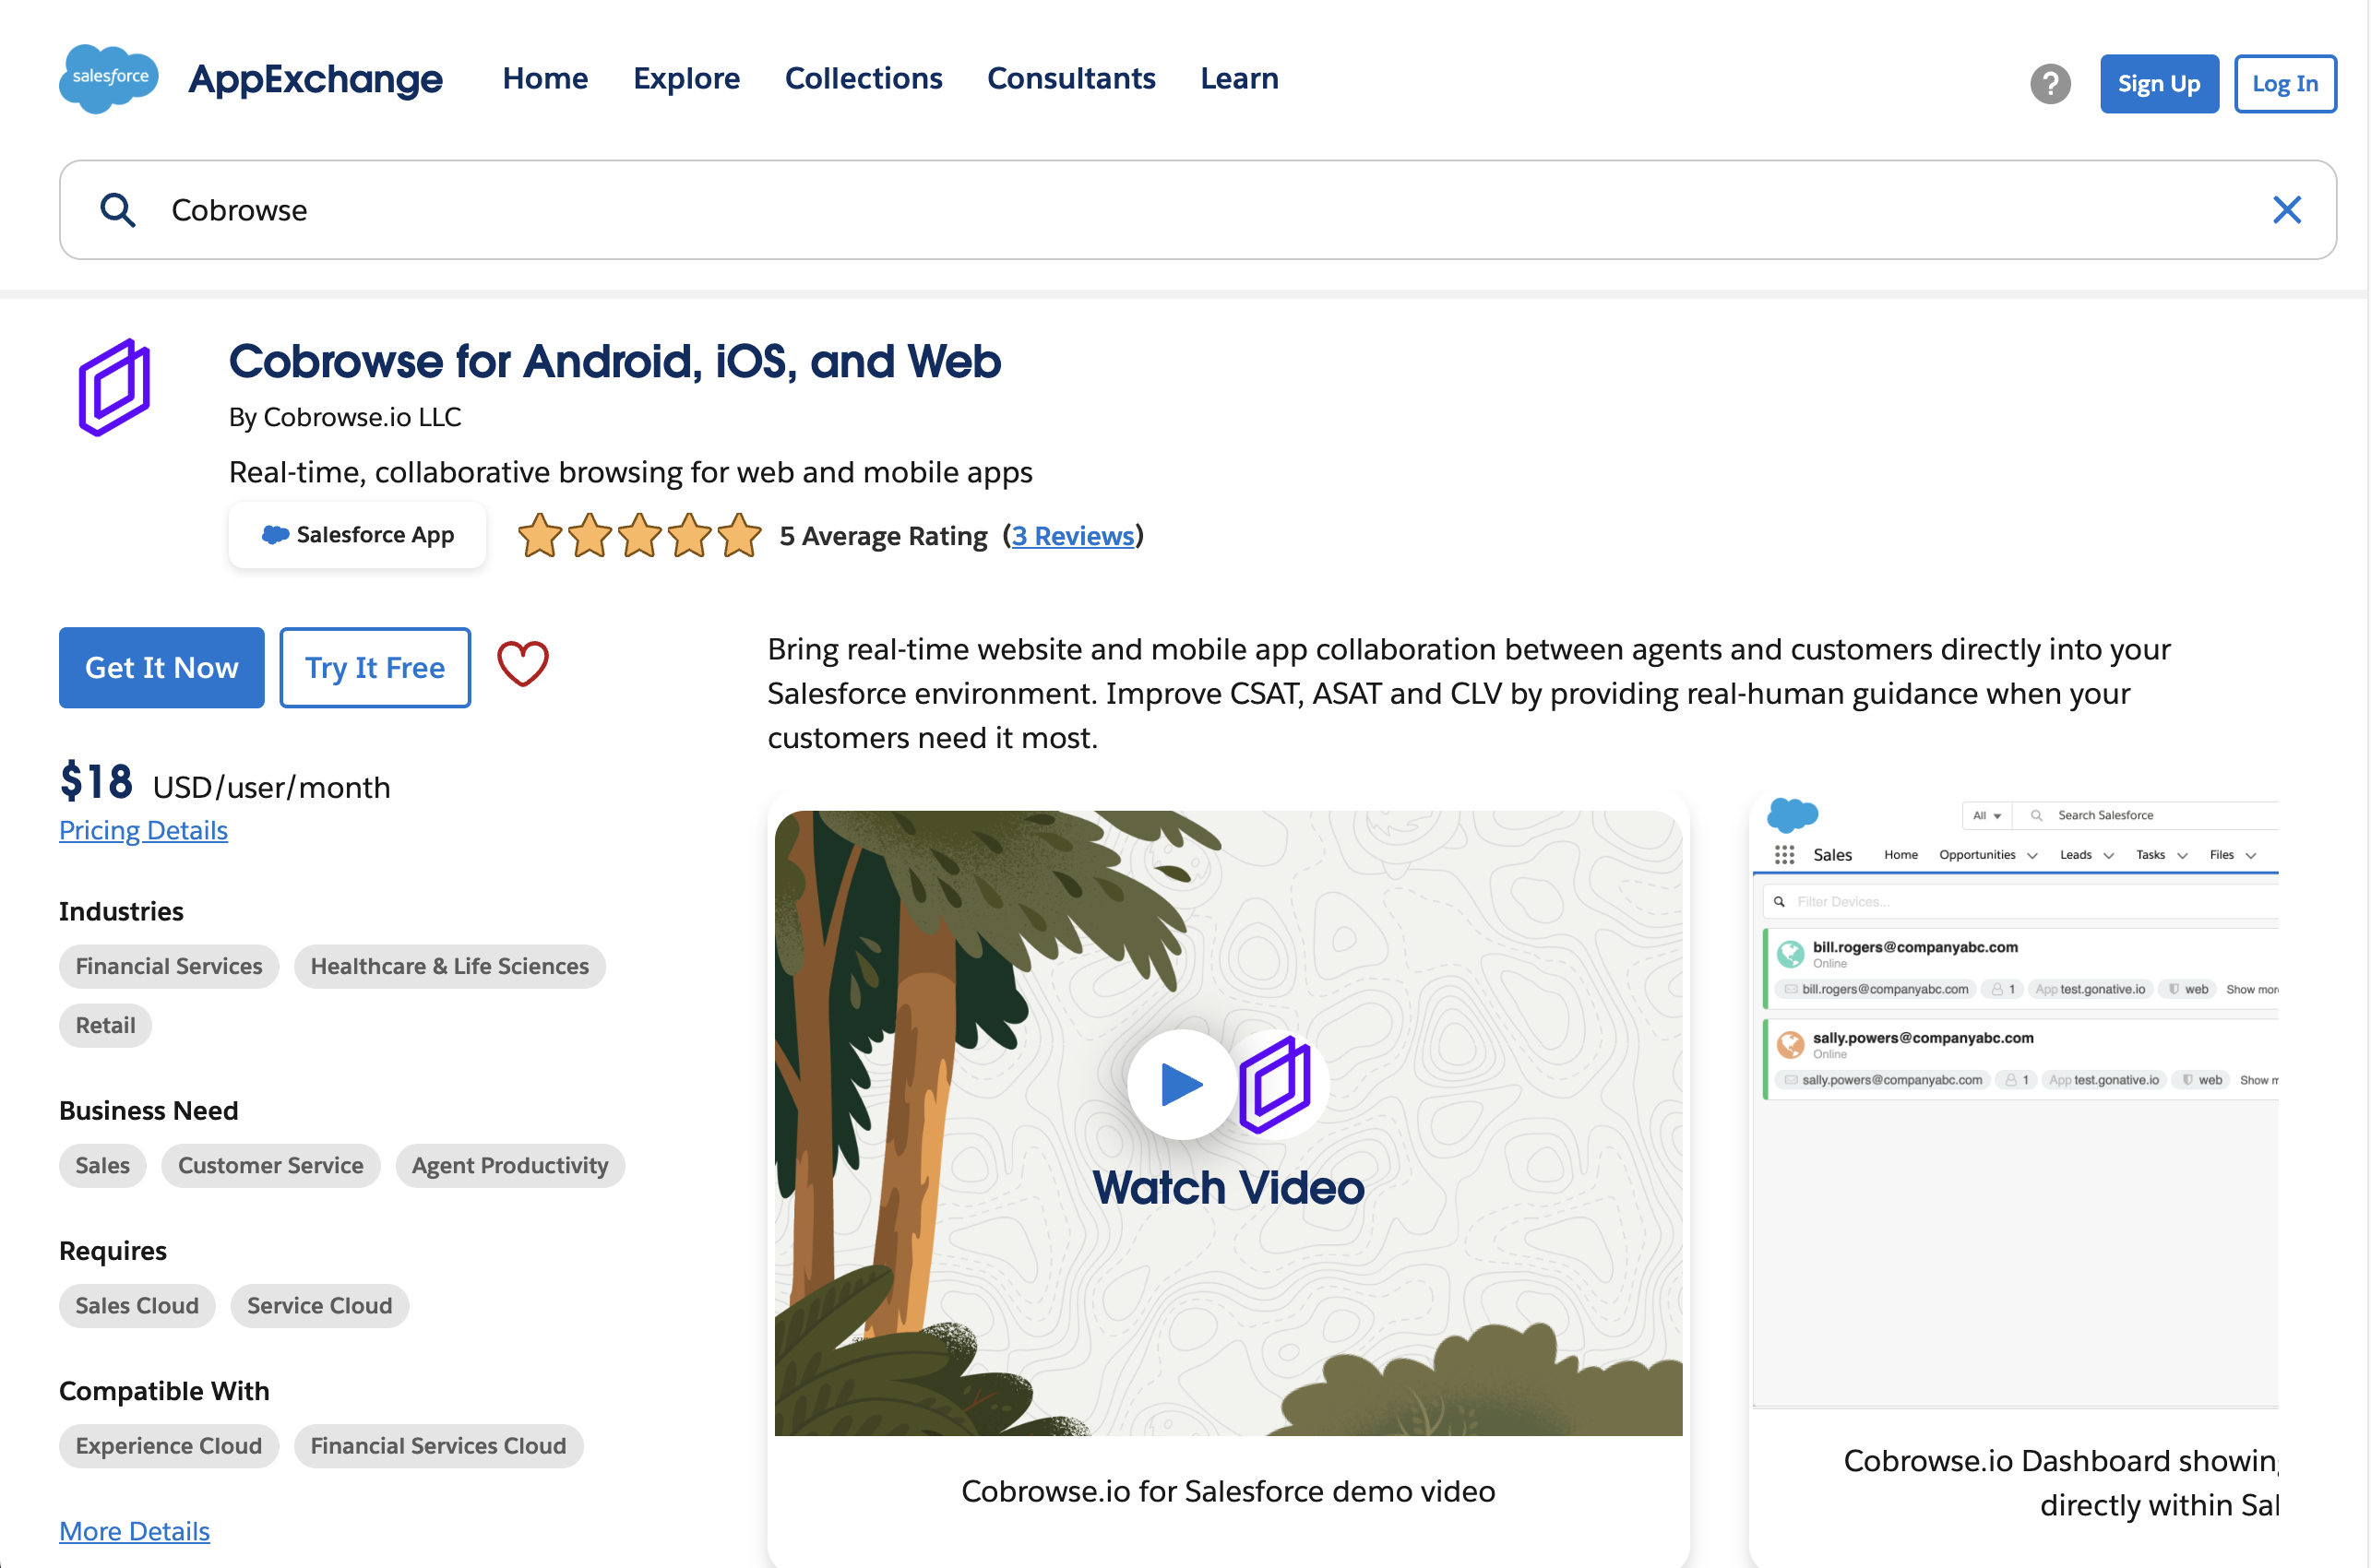 salesforce AppExchange Home Explore Collections Consultants Learn ? Sign Up Log In
Cobrowse
Cobrowse for Android, iOS, and Web
By Cobrowse.io LLC
Real-time, collaborative browsing for web and mobile apps
Salesforce App 5 Average Rating (3 Reviews)
Get It Now Try It Free
$18 USD/user/month
Pricing Details
Industries
Financial Services Healthcare & Life Sciences
Retail
Business Need
Sales Customer Service Agent Productivity
Requires
Sales Cloud Service Cloud
Compatible With
Experience Cloud Financial Services Cloud
More Details
Bring real-time website and mobile app collaboration between agents and customers directly into your
Salesforce environment. Improve CSAT, ASAT and CLV by providing real-human guidance when your
customers need it most.
Watch Video
Cobrowse.io for Salesforce demo video
All Search Salesforce
Sales Home Opportunities Leads Tasks Files
Filter Devices...
bill.rogers@companyabc.com
Online
bill.rogers@companyabc.com 1 App test.gonative.io web Show mor
sally.powers@companyabc.com
Online
sally.powers@companyabc.com 1 App test.gonative.io web Show m
Cobrowse.io Dashboard showin
directly within Sal